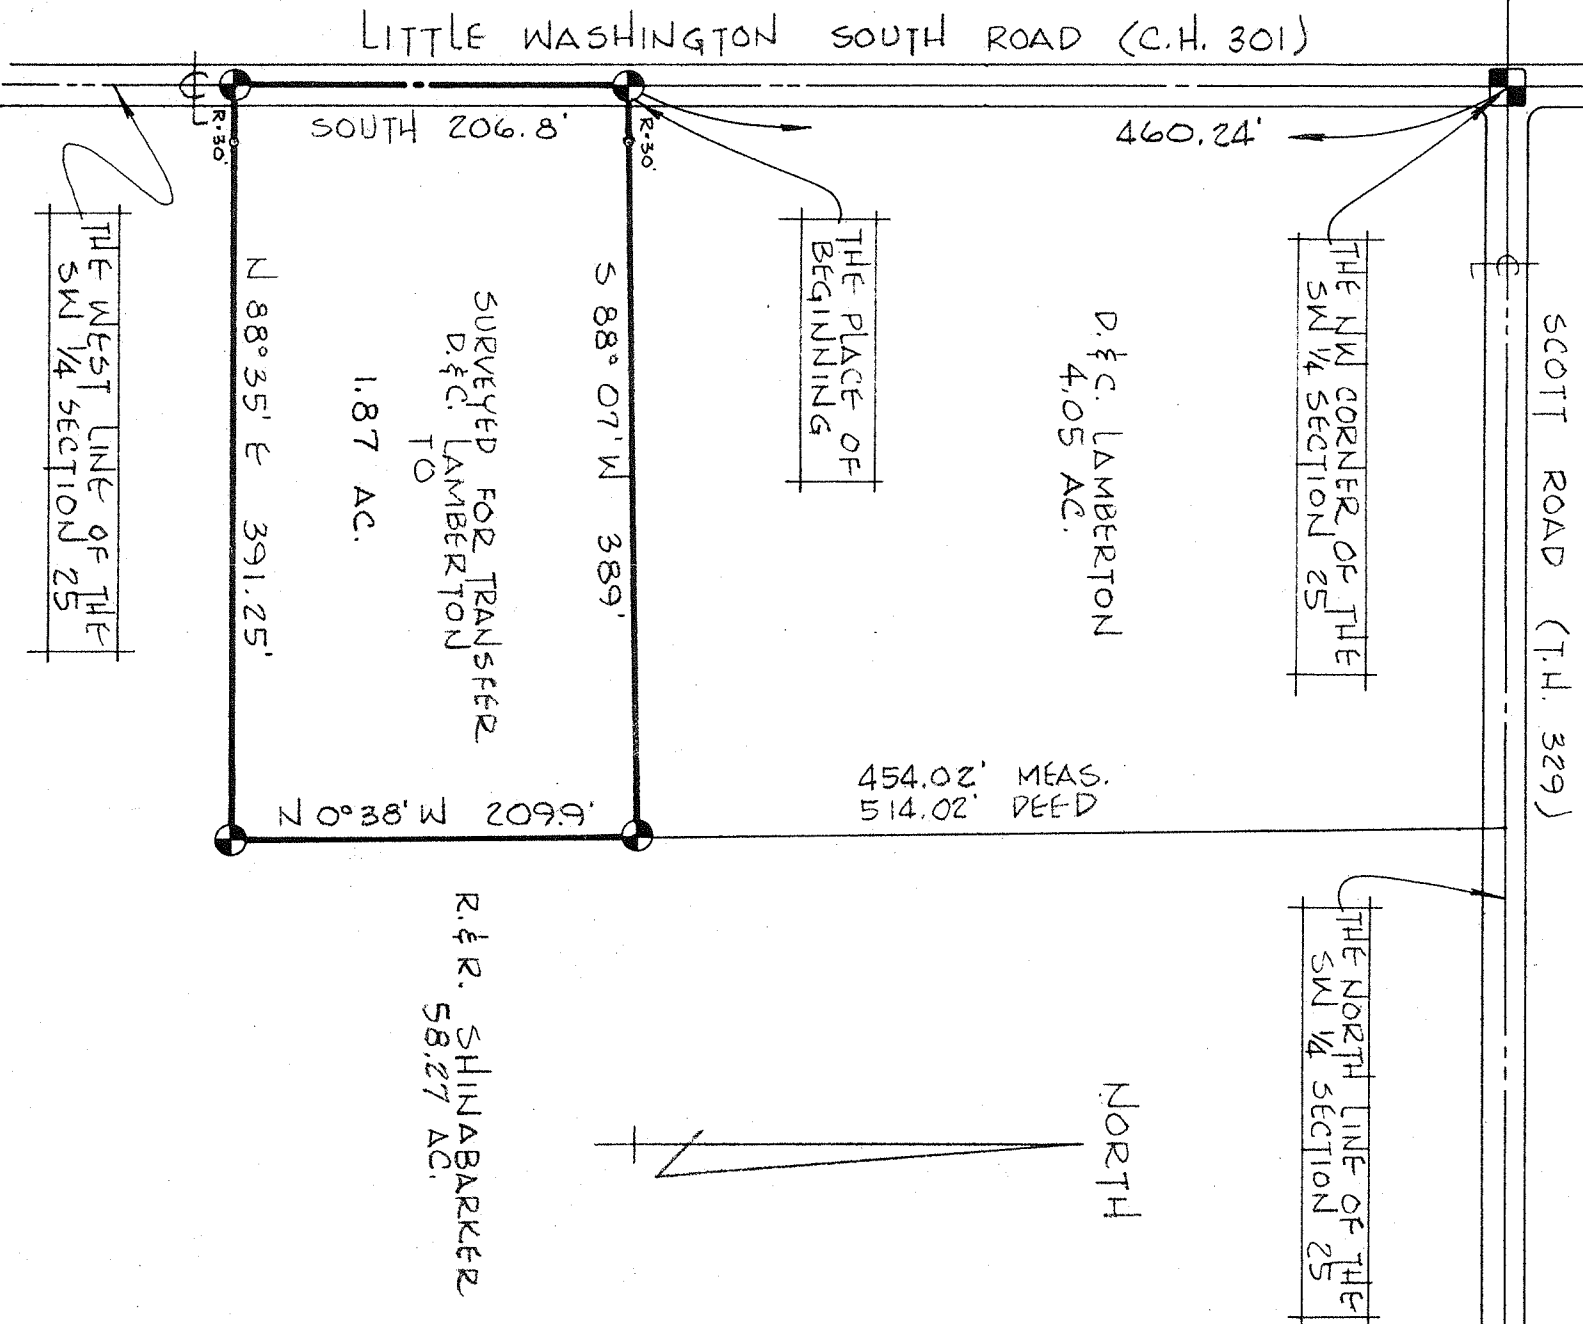 LITTLE WASHINGTON SOUTH ROAD (C.H. 301)
SOUTH 206.8'
460.24'
R·30'
R·30'
THE WEST LINE OF THE
SW 1/4 SECTION 25
N 88° 35' E 391.25'
SURVEYED FOR TRANSFER
D.&C. LAMBERTON
TO
1.87 AC.
S 88° 07' W 389'
THE PLACE OF
BEGINNING
D.&C. LAMBERTON
4.05 AC.
THE NW CORNER OF THE
SW 1/4 SECTION 25
SCOTT ROAD (T.H. 329)
N 0° 38' W 209.9'
454.02' MEAS.
514.02' DEED
R.&R. SHINABARKER
58.27 AC.
NORTH
THE NORTH LINE OF THE
SW 1/4 SECTION 25